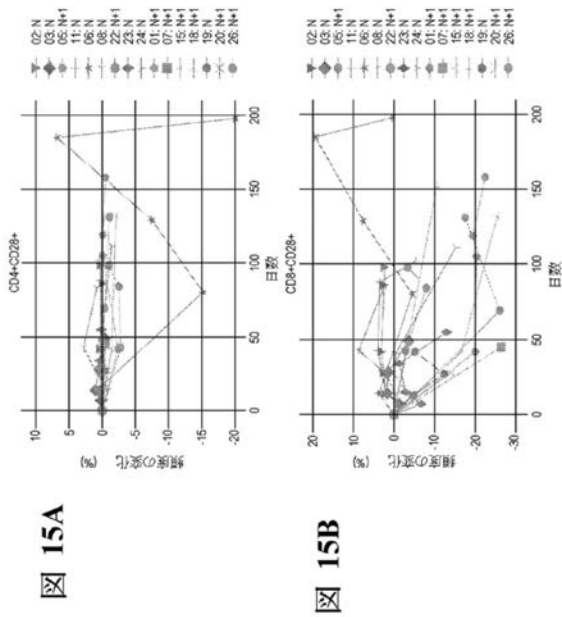 図 15A
CD4+CD28+
頻度の変化
(%)
10
5
0
-5
-10
-15
-20
0
50
100
150
200
日数
02: N
03: N
05: N+1
11: N
06: N
08: N
22: N+1
23: N
24: N
01: N+1
07: N+1
15: N+1
18: N+1
19: N
20: N+1
26: N+1
図 15B
CD8+CD28+
頻度の変化
(%)
20
10
0
-10
-20
-30
0
50
100
150
200
日数
02: N
03: N
05: N+1
11: N
06: N
08: N
22: N+1
23: N
24: N
01: N+1
07: N+1
15: N+1
18: N+1
19: N
20: N+1
26: N+1